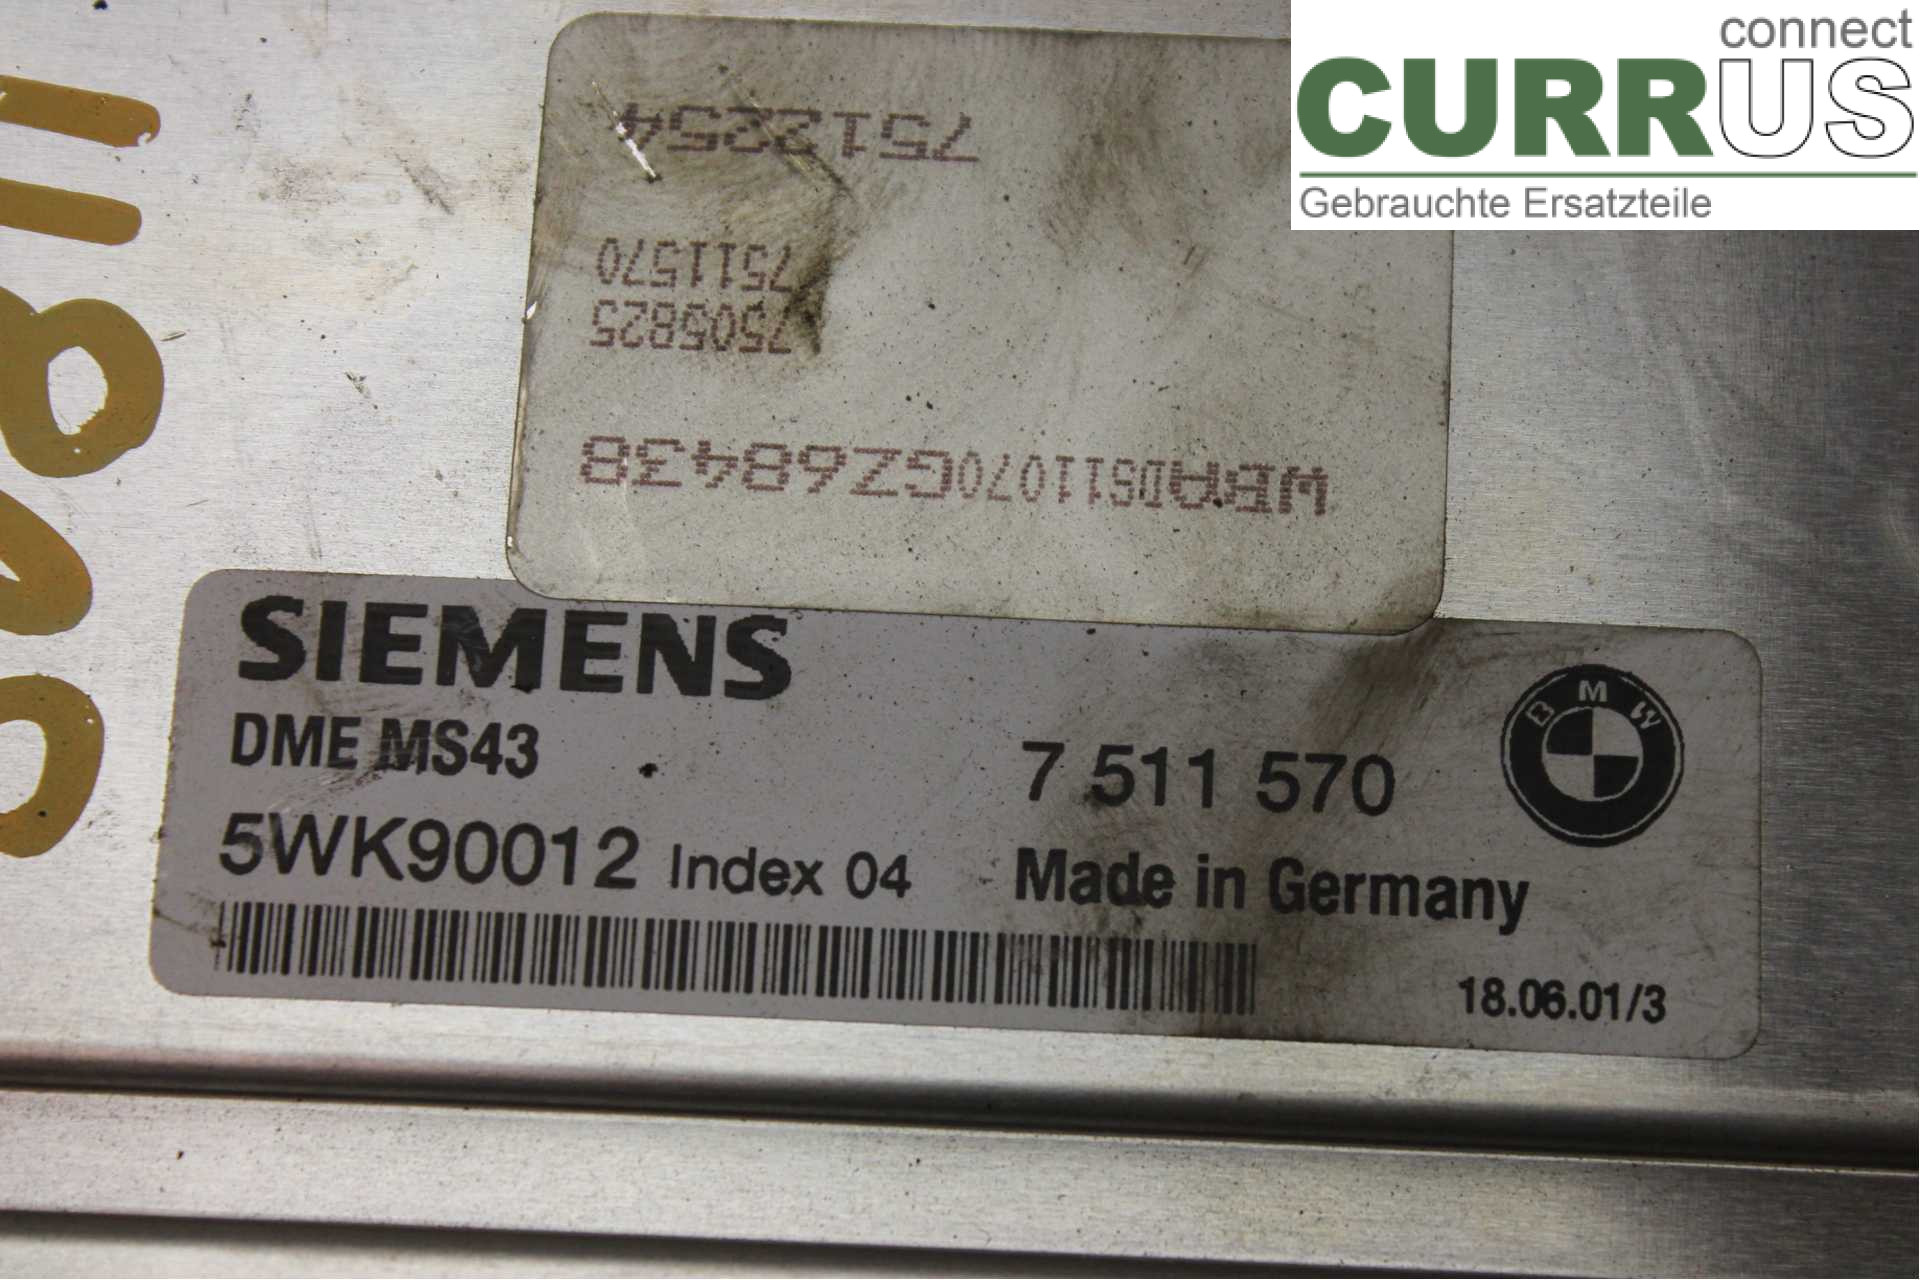 connect
CURRUS
Gebrauchte Ersatzteile
7512254
7511570
7505825
WBADS11070GZ68438
SIEMENS
DME MS43
7 511 570
BMW
5WK90012 Index 04
Made in Germany
18.06.01/3